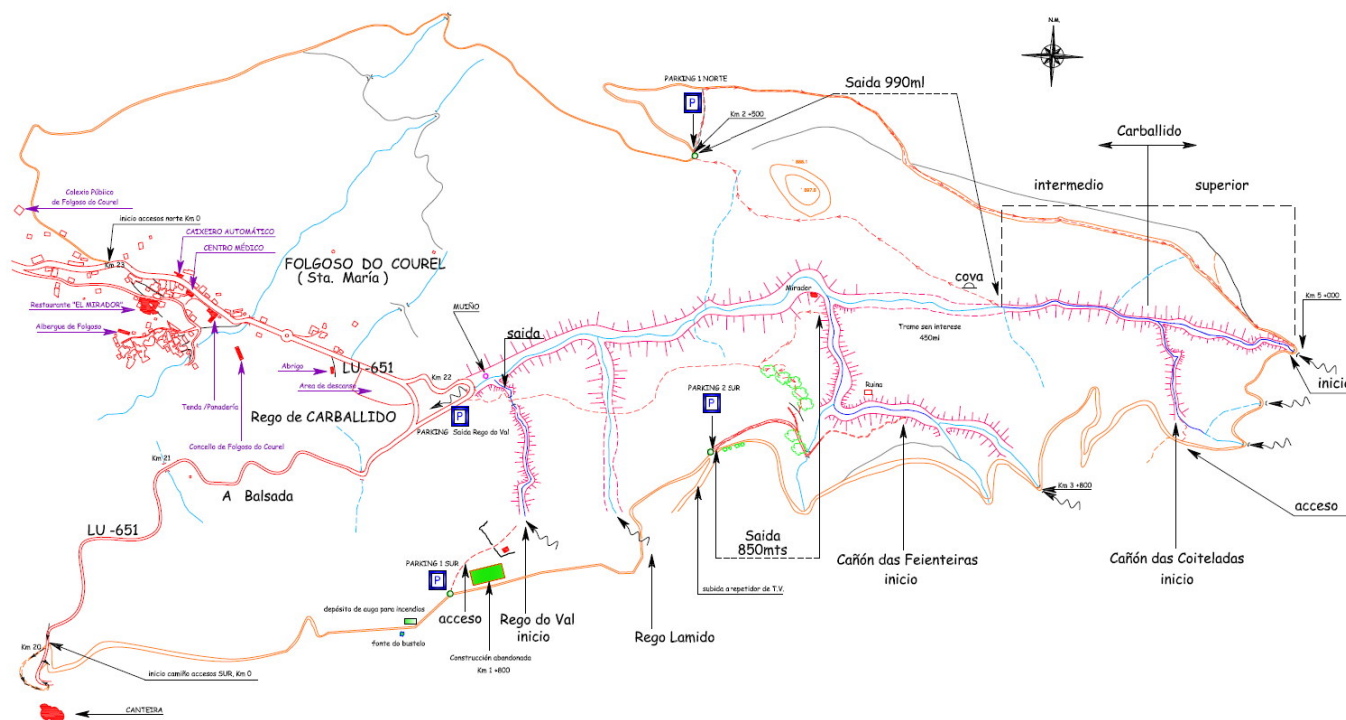 N.M.
PARKING 1 NORTE
P
Saida 990ml
Km 2 +500
Carballido
intermedio
superior
Colexio Público
de Folgoso do Courel
inicio accesos norte Km 0
CAIXEIRO AUTOMÁTICO
CENTRO MÉDICO
Km 23
FOLGOSO DO COUREL
( Sta. María )
Restaurante "EL MIRADOR"
Albergue de Folgoso
MUIÑO
saida
Mirador
cova
Km 5 +000
Tramo sen interese
450ml
inicio
LU -651
Abrigo
Area de descanso
Km 22
Tenda /Panadería
Rego de CARBALLIDO
P
PARKING Saida Rego do Val
PARKING 2 SUR
P
Ruina
Concello de Folgoso do Courel
Km 21
A Balsada
LU -651
Km 3 +800
acceso
Saida
850mts
Cañón das Feienteiras
inicio
Cañón das Coiteladas
inicio
PARKING 1 SUR
P
subida a repetidor de T.V.
depósito de auga para incendios
acceso
Rego do Val
inicio
Rego Lamido
fonte do bustelo
Construcción abandonada
Km 1 +800
Km 20
inicio camiño accesos SUR, Km 0
CANTEIRA